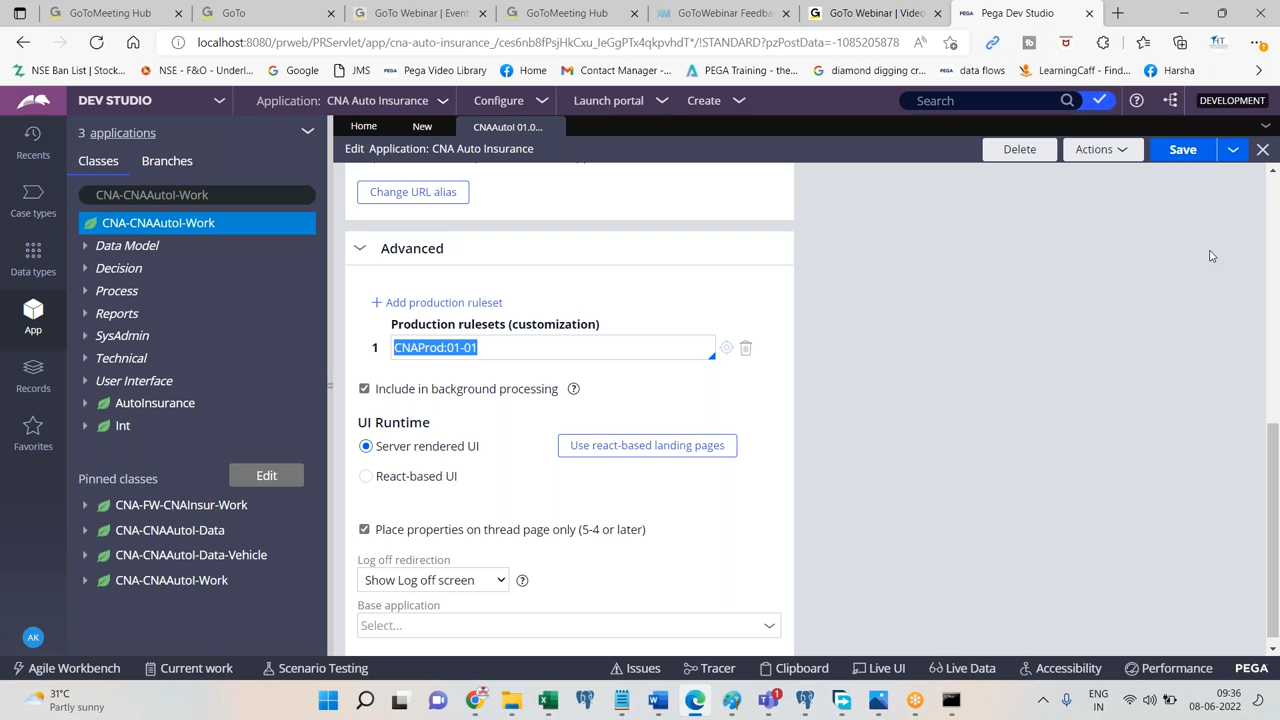 GoToMeeting Hub
GoTo
GoTo Webinar | Event
GoToMeeting Hub
GoToWebinar Feedba
GoTo Webinar | Video
Pega Dev Studio
localhost:8080/prweb/PRServlet/app/cna-auto-insurance_/ces6nb8fPsjHkCxu_IeGgPTx4qkpvhdT*/!STANDARD?pzPostData=-1085205878
NSE Ban List | Stock...
NSE - F&O - Underl...
Google
JMS
Pega Video Library
Home
Contact Manager -...
PEGA Training - the...
diamond digging cr...
data flows
LearningCaff - Find...
Harsha
DEV STUDIO
Application: CNA Auto Insurance
Configure
Launch portal
Create
Search
DEVELOPMENT
Recents
Case types
Data types
App
Records
Favorites
AK
3 applications
Classes
Branches
CNA-CNAAutoI-Work
CNA-CNAAutoI-Work
Data Model
Decision
Process
Reports
SysAdmin
Technical
User Interface
AutoInsurance
Int
Pinned classes
Edit
CNA-FW-CNAInsur-Work
CNA-CNAAutoI-Data
CNA-CNAAutoI-Data-Vehicle
CNA-CNAAutoI-Work
Home
New
CNAAutoI 01.0...
Edit Application: CNA Auto Insurance
Delete
Actions
Save
Change URL alias
Advanced
+ Add production ruleset
Production rulesets (customization)
1 CNAProd:01-01
Include in background processing
UI Runtime
Server rendered UI
Use react-based landing pages
React-based UI
Place properties on thread page only (5-4 or later)
Log off redirection
Show Log off screen
Base application
Select...
Agile Workbench
Current work
Scenario Testing
Issues
Tracer
Clipboard
Live UI
Live Data
Accessibility
Performance
PEGA
31°C
Partly sunny
1
ENG
IN
09:36
08-06-2022